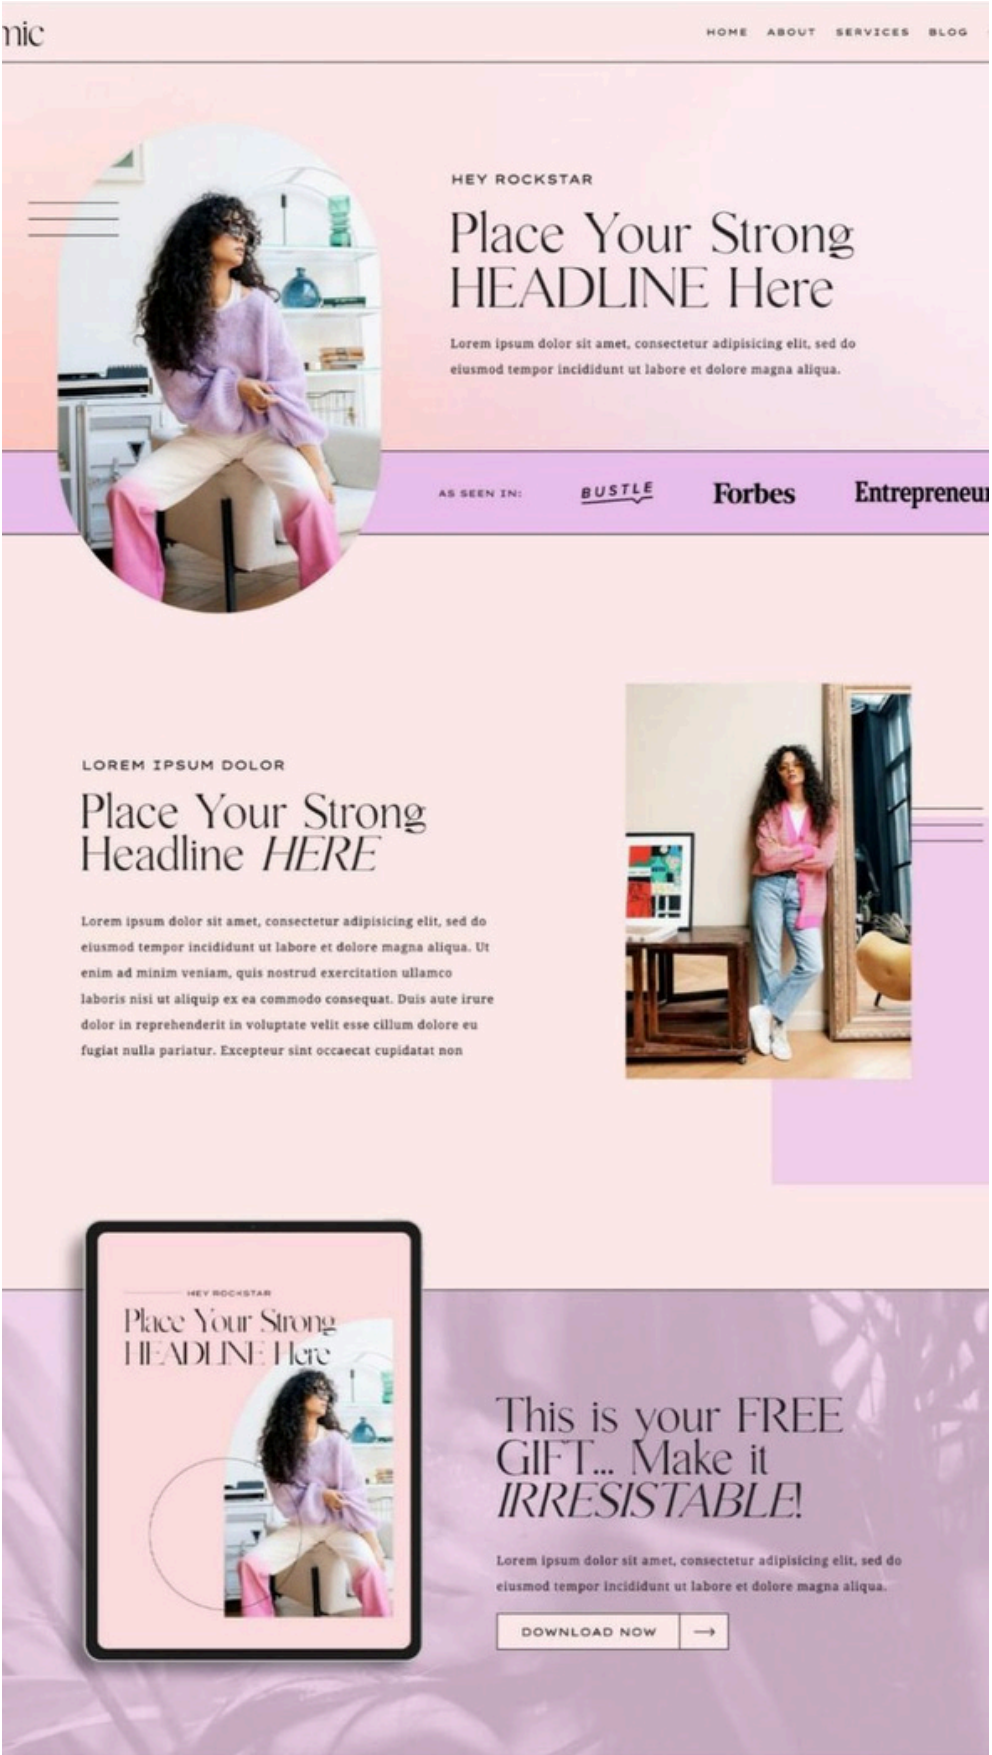 mic
HOME ABOUT SERVICES BLOG
HEY ROCKSTAR
Place Your Strong
HEADLINE Here
Lorem ipsum dolor sit amet, consectetur adipisicing elit, sed do
eiusmod tempor incididunt ut labore et dolore magna aliqua.
AS SEEN IN: BUSTLE Forbes Entrepreneur
LOREM IPSUM DOLOR
Place Your Strong
Headline HERE
Lorem ipsum dolor sit amet, consectetur adipisicing elit, sed do
eiusmod tempor incididunt ut labore et dolore magna aliqua. Ut
enim ad minim veniam, quis nostrud exercitation ullamco
laboris nisi ut aliquip ex ea commodo consequat. Duis aute irure
dolor in reprehenderit in voluptate velit esse cillum dolore eu
fugiat nulla pariatur. Excepteur sint occaecat cupidatat non
HEY ROCKSTAR
Place Your Strong
HEADLINE Here
This is your FREE
GIFT... Make it
IRRESISTABLE!
Lorem ipsum dolor sit amet, consectetur adipisicing elit, sed do
eiusmod tempor incididunt ut labore et dolore magna aliqua.
DOWNLOAD NOW →